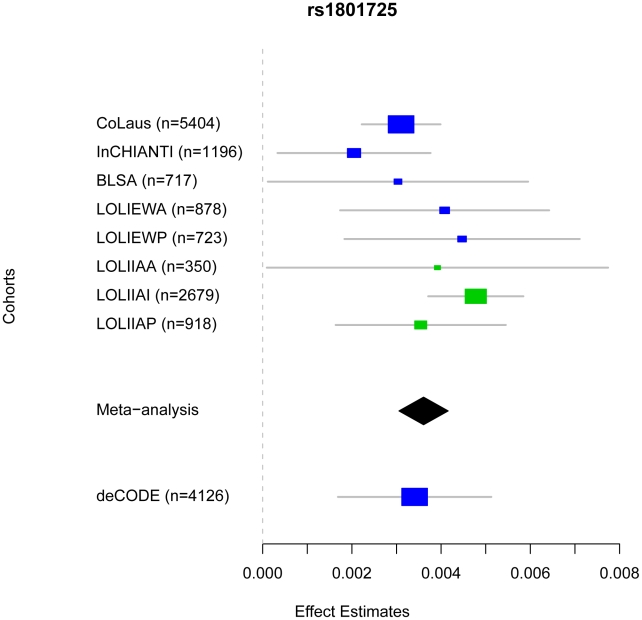 rs1801725
Cohorts
CoLaus (n=5404)
InCHIANTI (n=1196)
BLSA (n=717)
LOLIEWA (n=878)
LOLIEWP (n=723)
LOLIIAA (n=350)
LOLIIAI (n=2679)
LOLIIAP (n=918)
Meta−analysis
deCODE (n=4126)
0.000 0.002 0.004 0.006 0.008
Effect Estimates